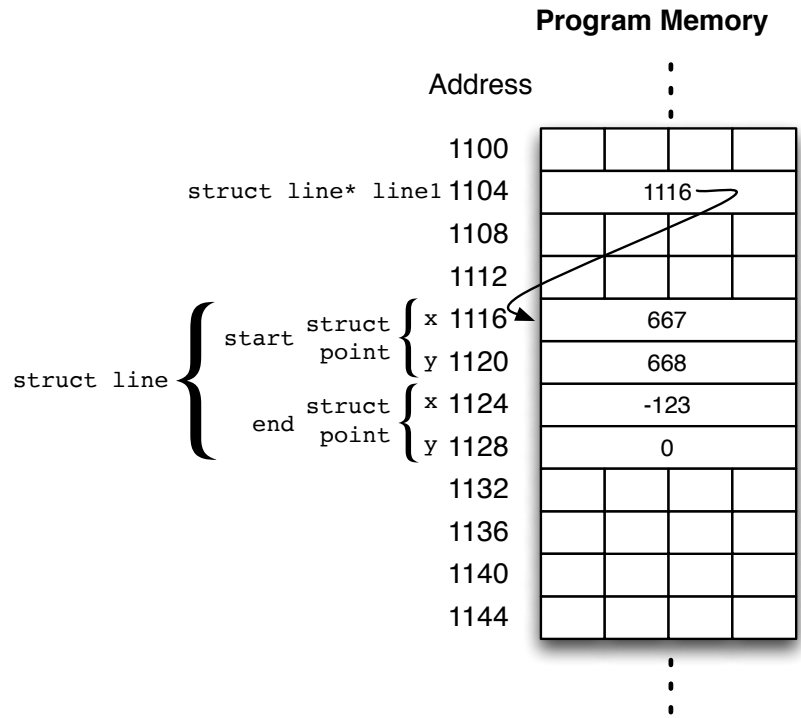 Program Memory
Address
1100
struct line* line1 1104 1116
1108
1112
struct line
start struct point
x 1116 667
y 1120 668
end struct point
x 1124 -123
y 1128 0
1132
1136
1140
1144